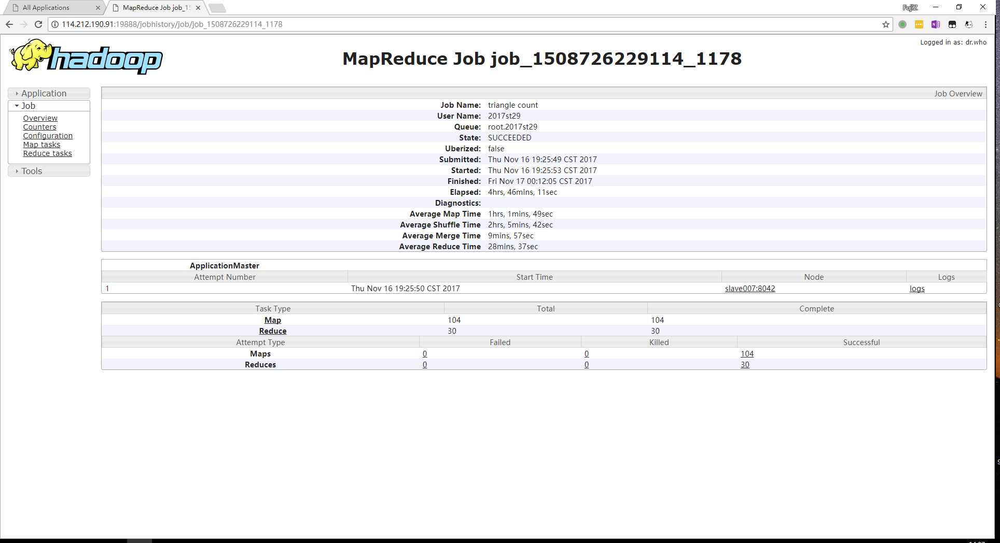 All Applications
MapReduce Job job_15
FujiZ
114.212.190.91:19888/jobhistory/job/job_1508726229114_1178
Logged in as: dr.who
hadoop
MapReduce Job job_1508726229114_1178
Application
Job
Overview
Counters
Configuration
Map tasks
Reduce tasks
Tools
Job Overview
Job Name: triangle count
User Name: 2017st29
Queue: root.2017st29
State: SUCCEEDED
Uberized: false
Submitted: Thu Nov 16 19:25:49 CST 2017
Started: Thu Nov 16 19:25:53 CST 2017
Finished: Fri Nov 17 00:12:05 CST 2017
Elapsed: 4hrs, 46mins, 11sec
Diagnostics:
Average Map Time 1hrs, 1mins, 49sec
Average Shuffle Time 2hrs, 5mins, 42sec
Average Merge Time 9mins, 57sec
Average Reduce Time 28mins, 37sec
ApplicationMaster
Attempt Number Start Time Node Logs
1 Thu Nov 16 19:25:50 CST 2017 slave007:8042 logs
Task Type Total Complete
Map 104 104
Reduce 30 30
Attempt Type Failed Killed Successful
Maps 0 0 104
Reduces 0 0 30